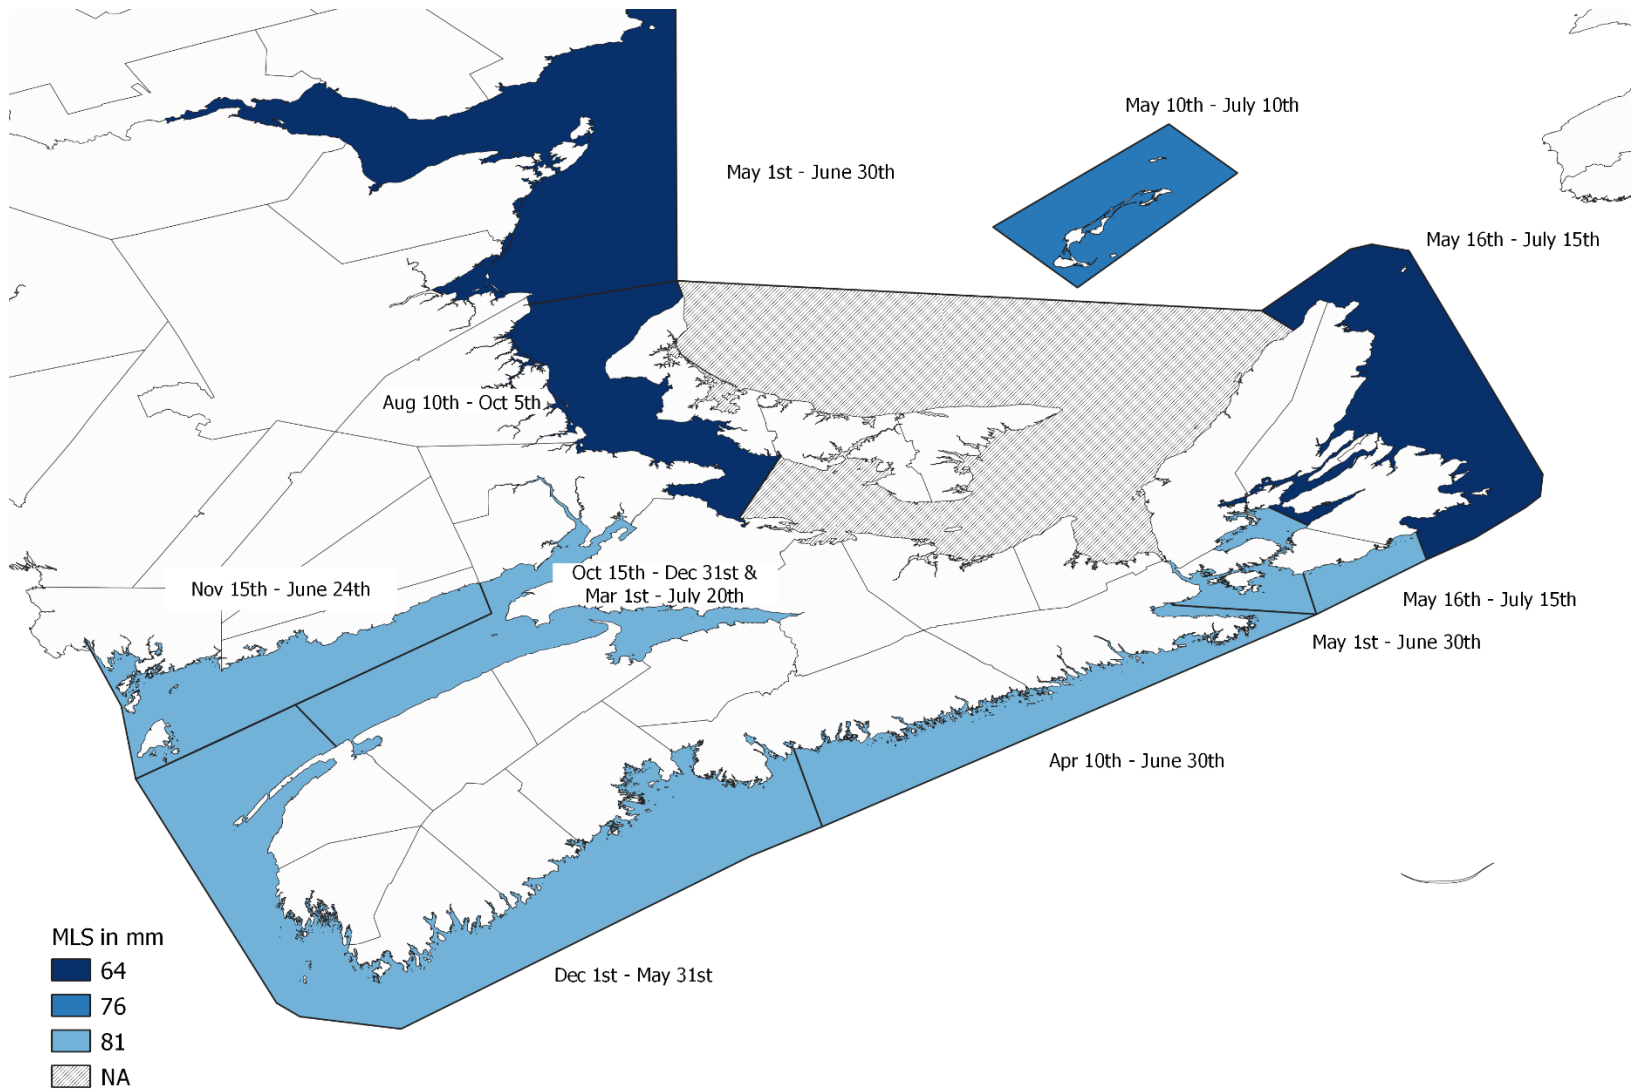 May 10th - July 10th
May 1st - June 30th
May 16th - July 15th
Aug 10th - Oct 5th
Nov 15th - June 24th
Oct 15th - Dec 31st &
Mar 1st - July 20th
May 16th - July 15th
May 1st - June 30th
Apr 10th - June 30th
Dec 1st - May 31st
MLS in mm
64
76
81
NA